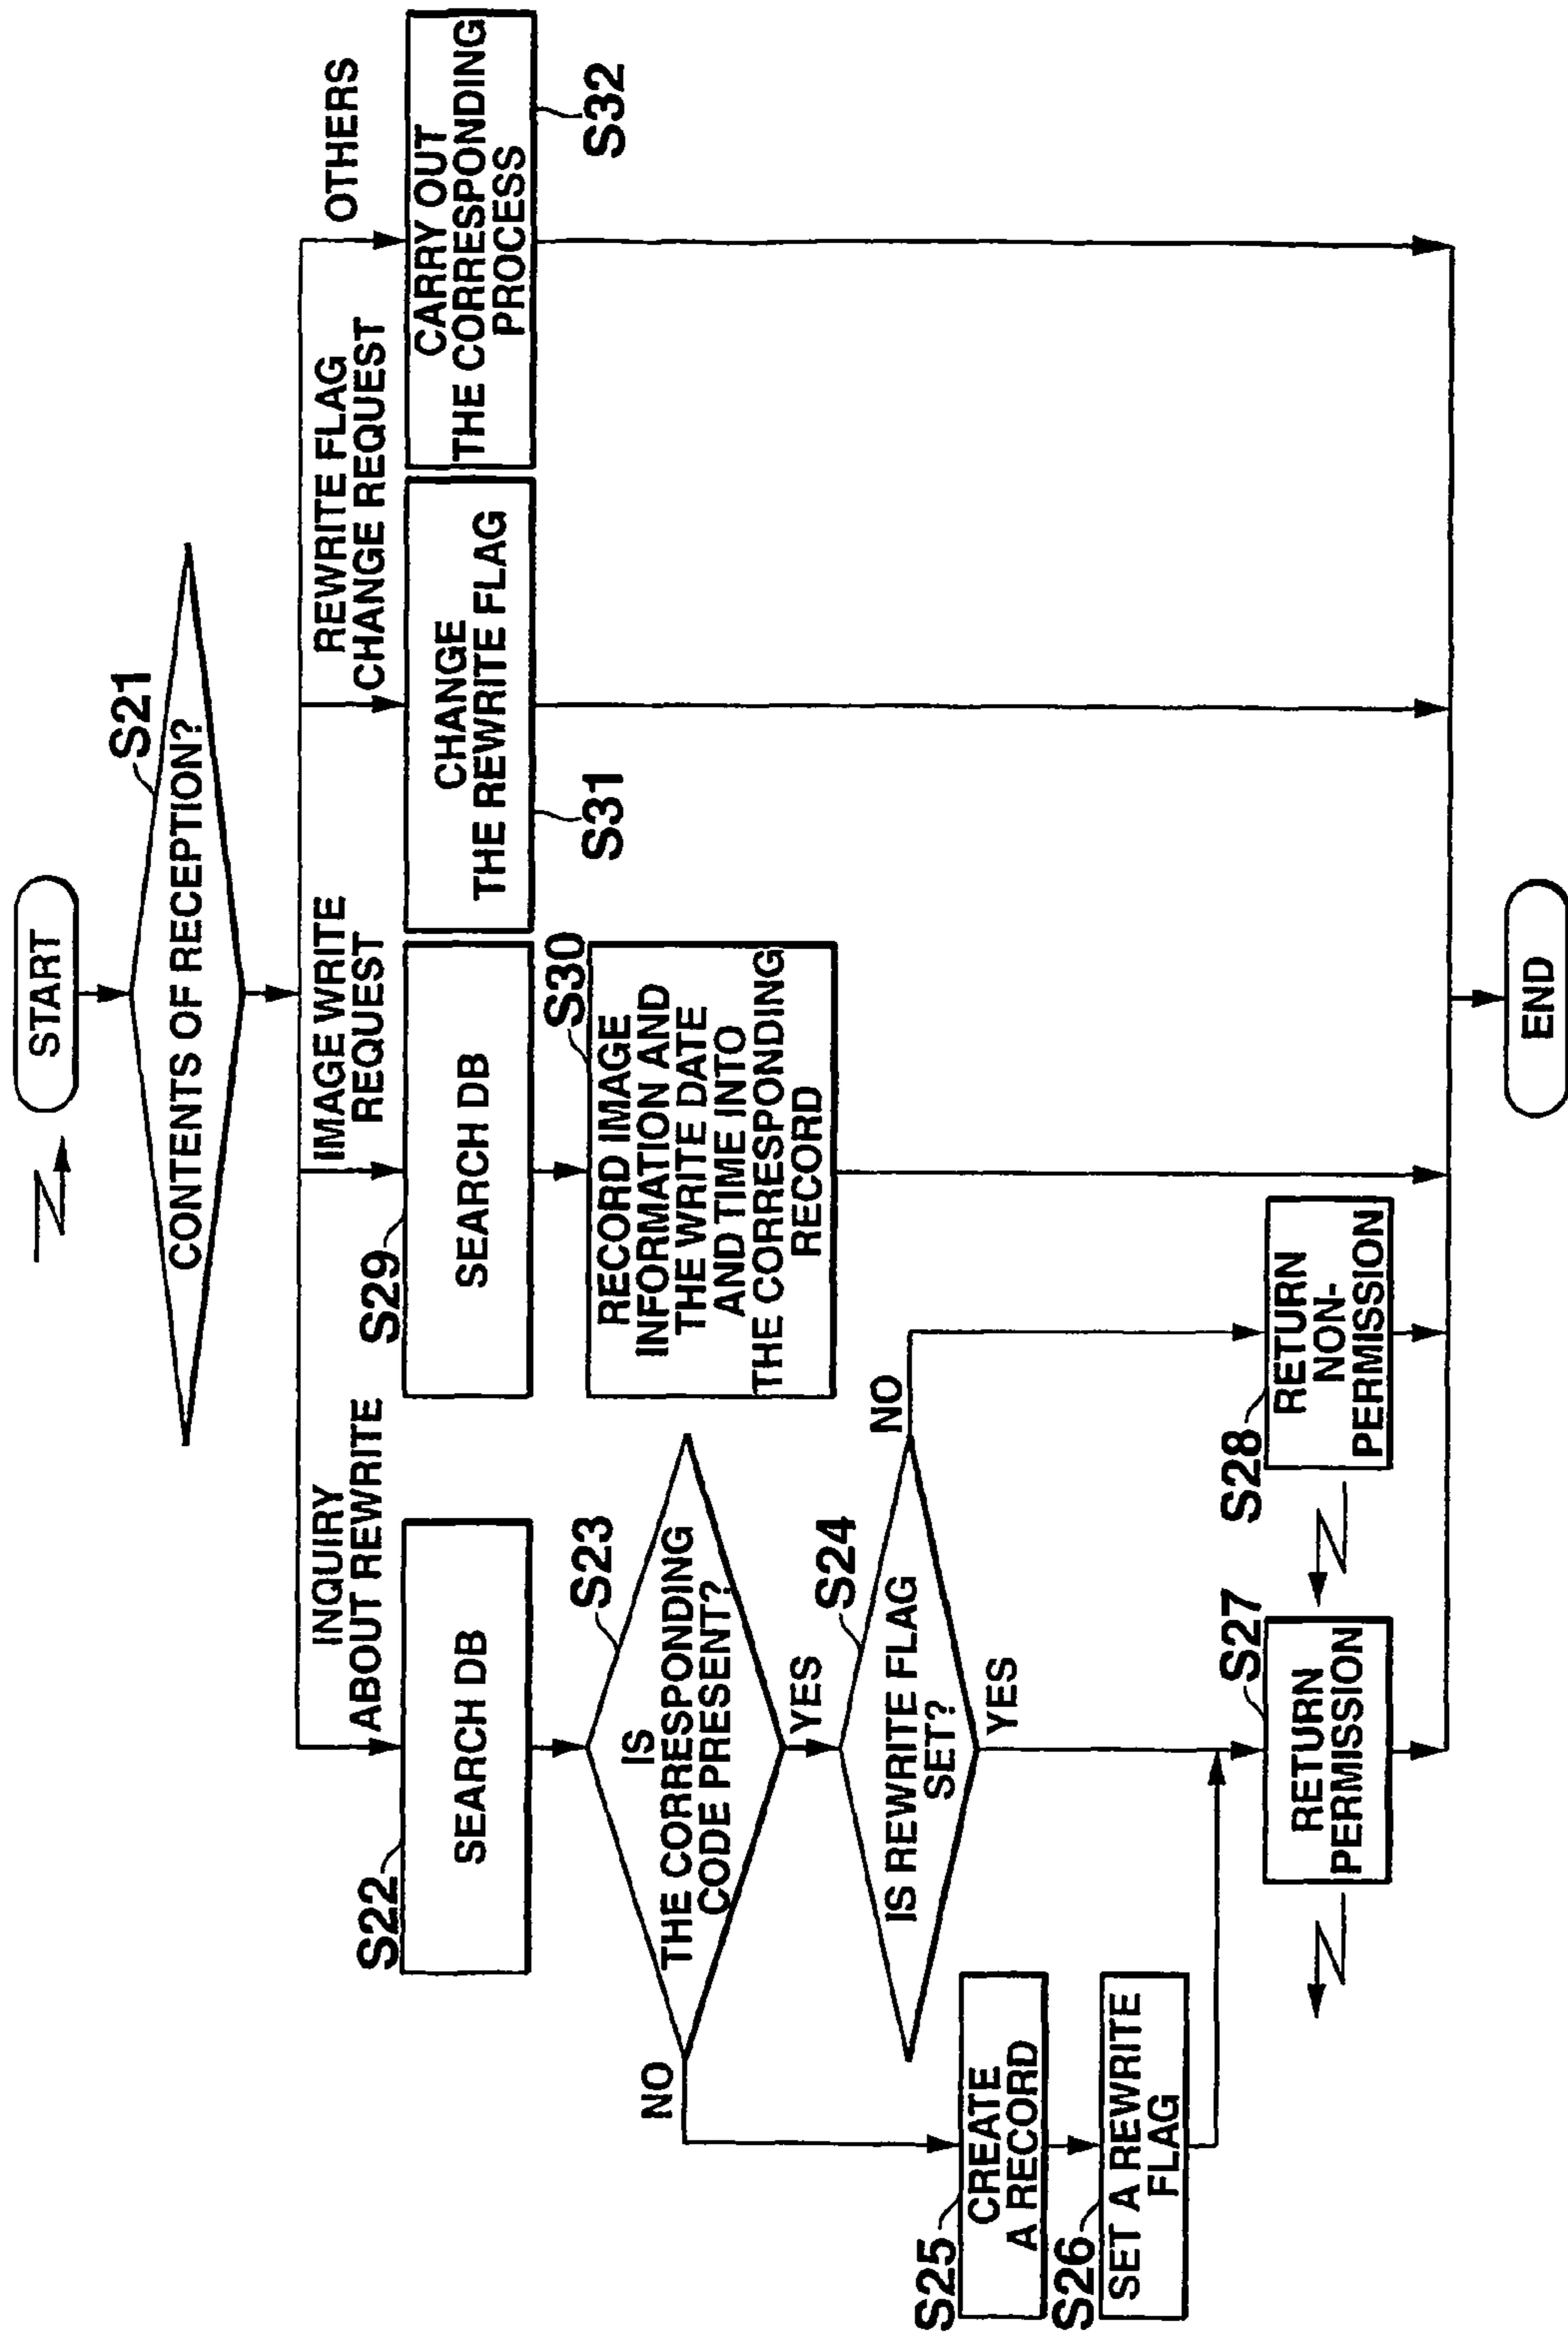 START
S21
CONTENTS OF RECEPTION?
INQUIRY
ABOUT REWRITE
IMAGE WRITE
REQUEST
REWRITE FLAG
CHANGE REQUEST
OTHERS
S22
SEARCH DB
S29
SEARCH DB
CHANGE
THE REWRITE FLAG
S31
CARRY OUT
THE CORRESPONDING
PROCESS
S32
S23
IS
THE CORRESPONDING
CODE PRESENT?
NO
YES
S30
RECORD IMAGE
INFORMATION AND
THE WRITE DATE
AND TIME INTO
THE CORRESPONDING
RECORD
S24
IS REWRITE FLAG
SET?
NO
YES
S25
CREATE
A RECORD
S26
SET A REWRITE
FLAG
S27
RETURN
PERMISSION
S28
RETURN
NON-
PERMISSION
END